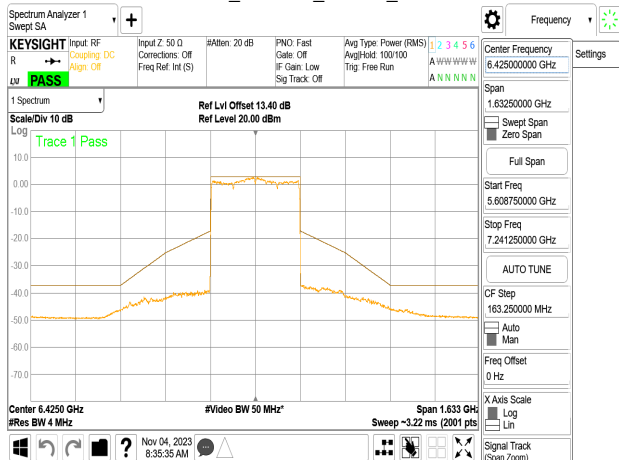 Spectrum Analyzer 1
Swept SA
Frequency
KEYSIGHT
Input: RF
Coupling: DC
Align: Off
Input Z: 50 Ω
Corrections: Off
Freq Ref: Int (S)
#Atten: 20 dB
PNO: Fast
Gate: Off
IF Gain: Low
Sig Track: Off
Avg Type: Power (RMS)
Avg|Hold: 100/100
Trig: Free Run
1 2 3 4 5 6
A W W W W W
A N N N N N
R
LXI
PASS
1 Spectrum
Scale/Div 10 dB
Ref Lvl Offset 13.40 dB
Ref Level 20.00 dBm
Log
Trace 1 Pass
10.0
0.00
-10.0
-20.0
-30.0
-40.0
-50.0
-60.0
-70.0
Center 6.4250 GHz
#Res BW 4 MHz
#Video BW 50 MHz*
Span 1.633 GHz
Sweep ~3.22 ms (2001 pts)
Nov 04, 2023
8:35:35 AM
Center Frequency
6.425000000 GHz
Settings
Span
1.63250000 GHz
Swept Span
Zero Span
Full Span
Start Freq
5.608750000 GHz
Stop Freq
7.241250000 GHz
AUTO TUNE
CF Step
163.250000 MHz
Auto
Man
Freq Offset
0 Hz
X Axis Scale
Log
Lin
Signal Track
(Span Zoom)